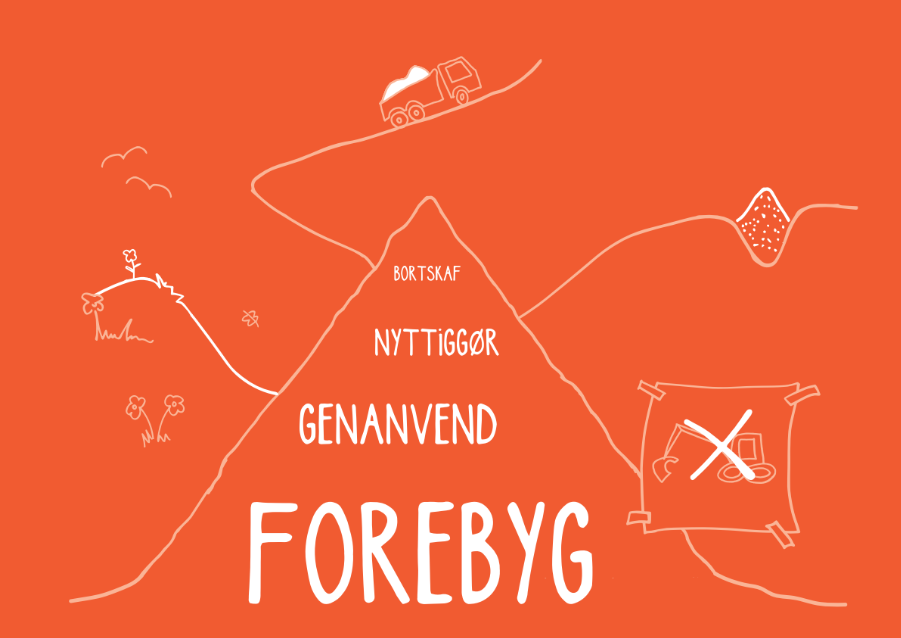 BORTSKAF
NYTTiGGØR
GENANVEND
FOREBYG